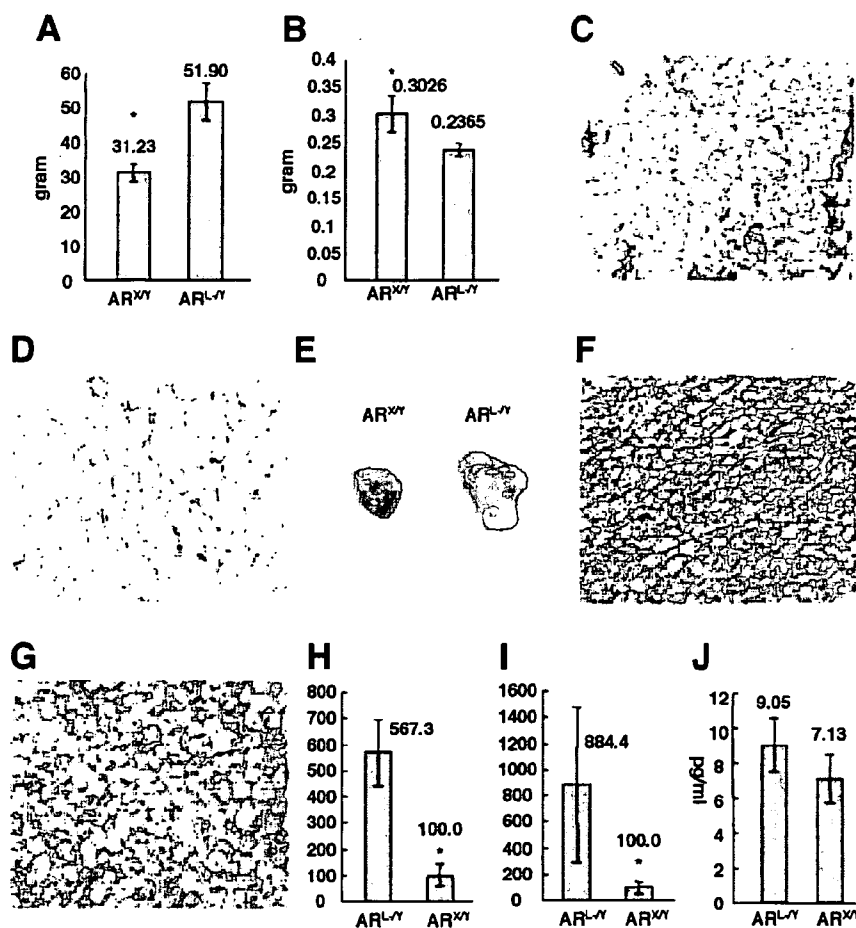 A
60
50
40
30
20
10
0
gram
*
31.23
51.90
ARX/Y
ARL-/Y
B
0.4
0.35
0.3
0.25
0.2
0.15
0.1
0.05
0
gram
*
0.3026
0.2365
ARX/Y
ARL-/Y
C
D
E
ARX/Y
ARL-/Y
F
G
H
800
700
600
500
400
300
200
100
0
567.3
100.0
*
ARL-/Y
ARX/Y
I
1600
1400
1200
1000
800
600
400
200
0
884.4
100.0
*
ARL-/Y
ARX/Y
J
12
10
8
6
4
2
0
pg/ml
9.05
7.13
ARL-/Y
ARX/Y